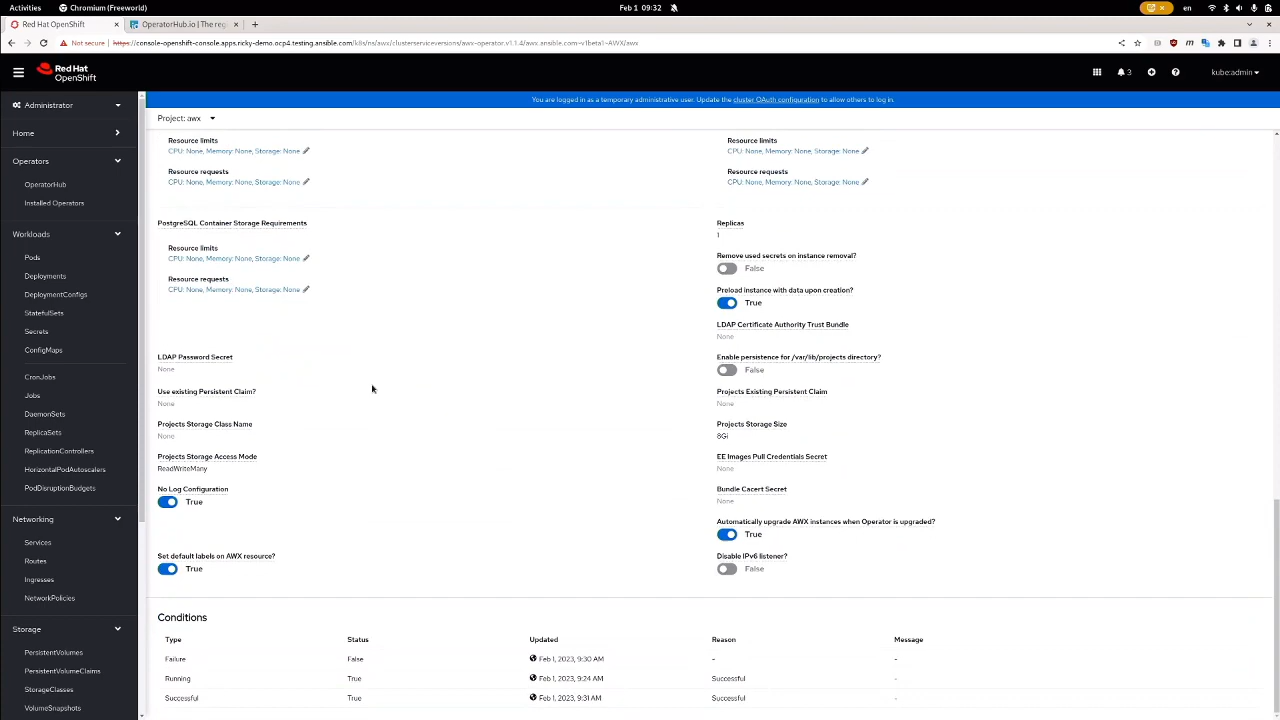 Activities
Chromium (Freeworld)
Feb 1 09:32
en
Red Hat OpenShift
OperatorHub.io | The reg
Not secure
https://console-openshift-console.apps.ricky-demo.ocp4.testing.ansible.com/k8s/ns/awx/clusterserviceversions/awx-operator.v1.1.4/awx.ansible.com~v1beta1~AWX/awx
Red Hat
OpenShift
3
kube:admin
You are logged in as a temporary administrative user. Update the cluster OAuth configuration to allow others to log in.
Administrator
Home
Operators
OperatorHub
Installed Operators
Workloads
Pods
Deployments
DeploymentConfigs
StatefulSets
Secrets
ConfigMaps
CronJobs
Jobs
DaemonSets
ReplicaSets
ReplicationControllers
HorizontalPodAutoscalers
PodDisruptionBudgets
Networking
Services
Routes
Ingresses
NetworkPolicies
Storage
PersistentVolumes
PersistentVolumeClaims
StorageClasses
VolumeSnapshots
Project: awx
Resource limits
CPU: None, Memory: None, Storage: None
Resource requests
CPU: None, Memory: None, Storage: None
Resource limits
CPU: None, Memory: None, Storage: None
Resource requests
CPU: None, Memory: None, Storage: None
PostgreSQL Container Storage Requirements
Resource limits
CPU: None, Memory: None, Storage: None
Resource requests
CPU: None, Memory: None, Storage: None
Replicas
1
Remove used secrets on instance removal?
False
Preload instance with data upon creation?
True
LDAP Certificate Authority Trust Bundle
None
LDAP Password Secret
None
Enable persistence for /var/lib/projects directory?
False
Use existing Persistent Claim?
None
Projects Existing Persistent Claim
None
Projects Storage Class Name
None
Projects Storage Size
8Gi
Projects Storage Access Mode
ReadWriteMany
EE Images Pull Credentials Secret
None
No Log Configuration
True
Bundle Cacert Secret
None
Automatically upgrade AWX instances when Operator is upgraded?
True
Set default labels on AWX resource?
True
Disable IPv6 listener?
False
Conditions
Type Status Updated Reason Message
Failure False Feb 1, 2023, 9:30 AM - -
Running True Feb 1, 2023, 9:24 AM Successful -
Successful True Feb 1, 2023, 9:31 AM Successful -